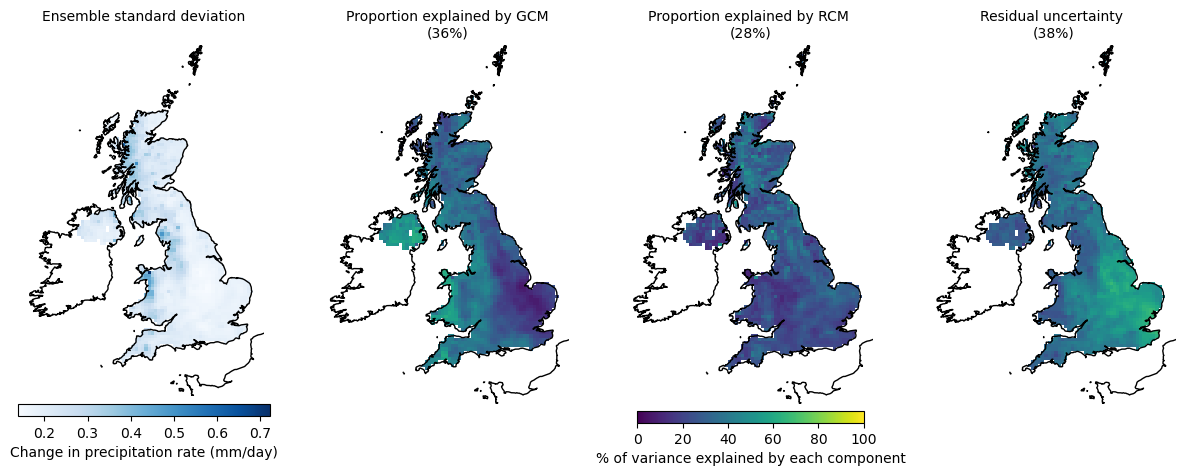 Ensemble standard deviation
Proportion explained by GCM
(36%)
Proportion explained by RCM
(28%)
Residual uncertainty
(38%)
0.2 0.3 0.4 0.5 0.6 0.7
Change in precipitation rate (mm/day)
0 20 40 60 80 100
% of variance explained by each component